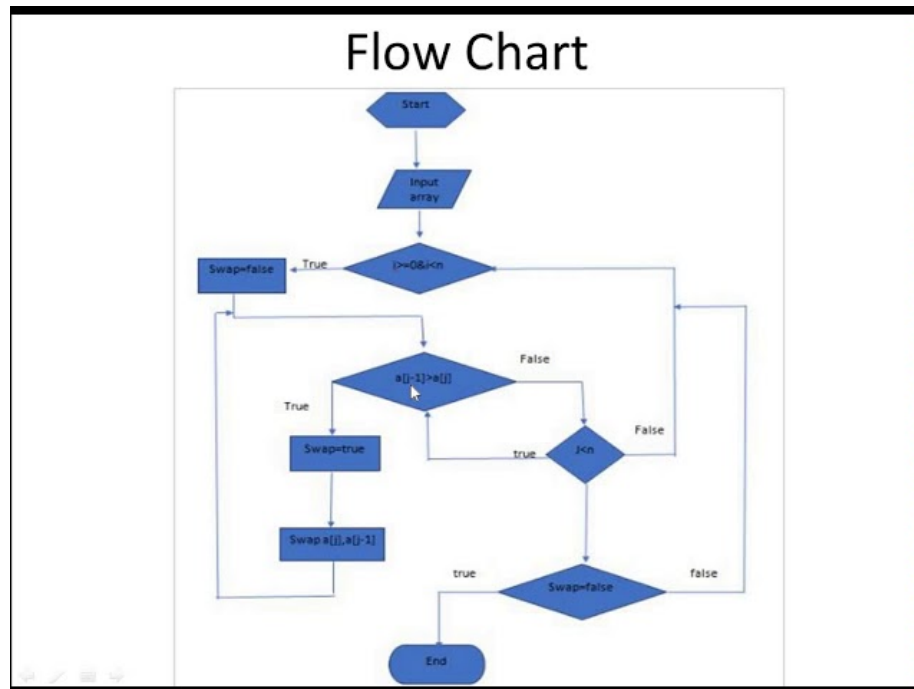 Flow Chart
Start
Input
array
i>=0&i<n
True
Swap=false
a[j-1]>a[j]
False
True
Swap=true
J<n
False
true
Swap a[j],a[j-1]
Swap=false
true
false
End